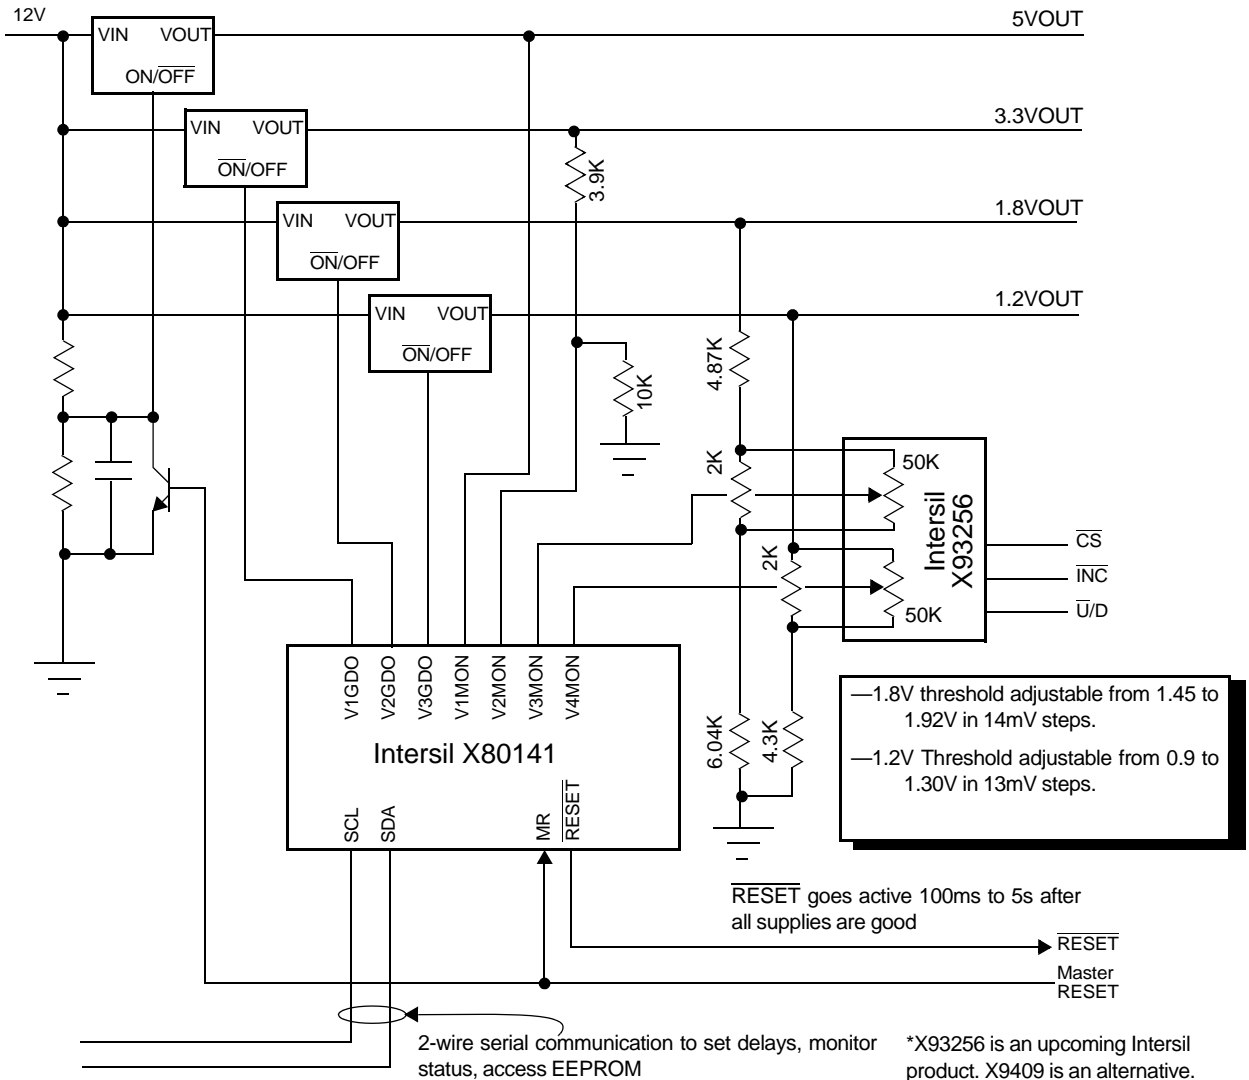 12V
5VOUT
VIN VOUT
ON/OFF
3.3VOUT
VIN VOUT
ON/OFF
3.9K
1.8VOUT
VIN VOUT
ON/OFF
1.2VOUT
VIN VOUT
ON/OFF
4.87K
10K
2K
50K
Intersil
X93256
CS
INC
U/D
2K
50K
V1GDO
V2GDO
V3GDO
V1MON
V2MON
V3MON
V4MON
Intersil X80141
SCL
SDA
MR
RESET
6.04K
4.3K
—1.8V threshold adjustable from 1.45 to
1.92V in 14mV steps.
—1.2V Threshold adjustable from 0.9 to
1.30V in 13mV steps.
RESET goes active 100ms to 5s after
all supplies are good
RESET
Master
RESET
2-wire serial communication to set delays, monitor
status, access EEPROM
*X93256 is an upcoming Intersil
product. X9409 is an alternative.